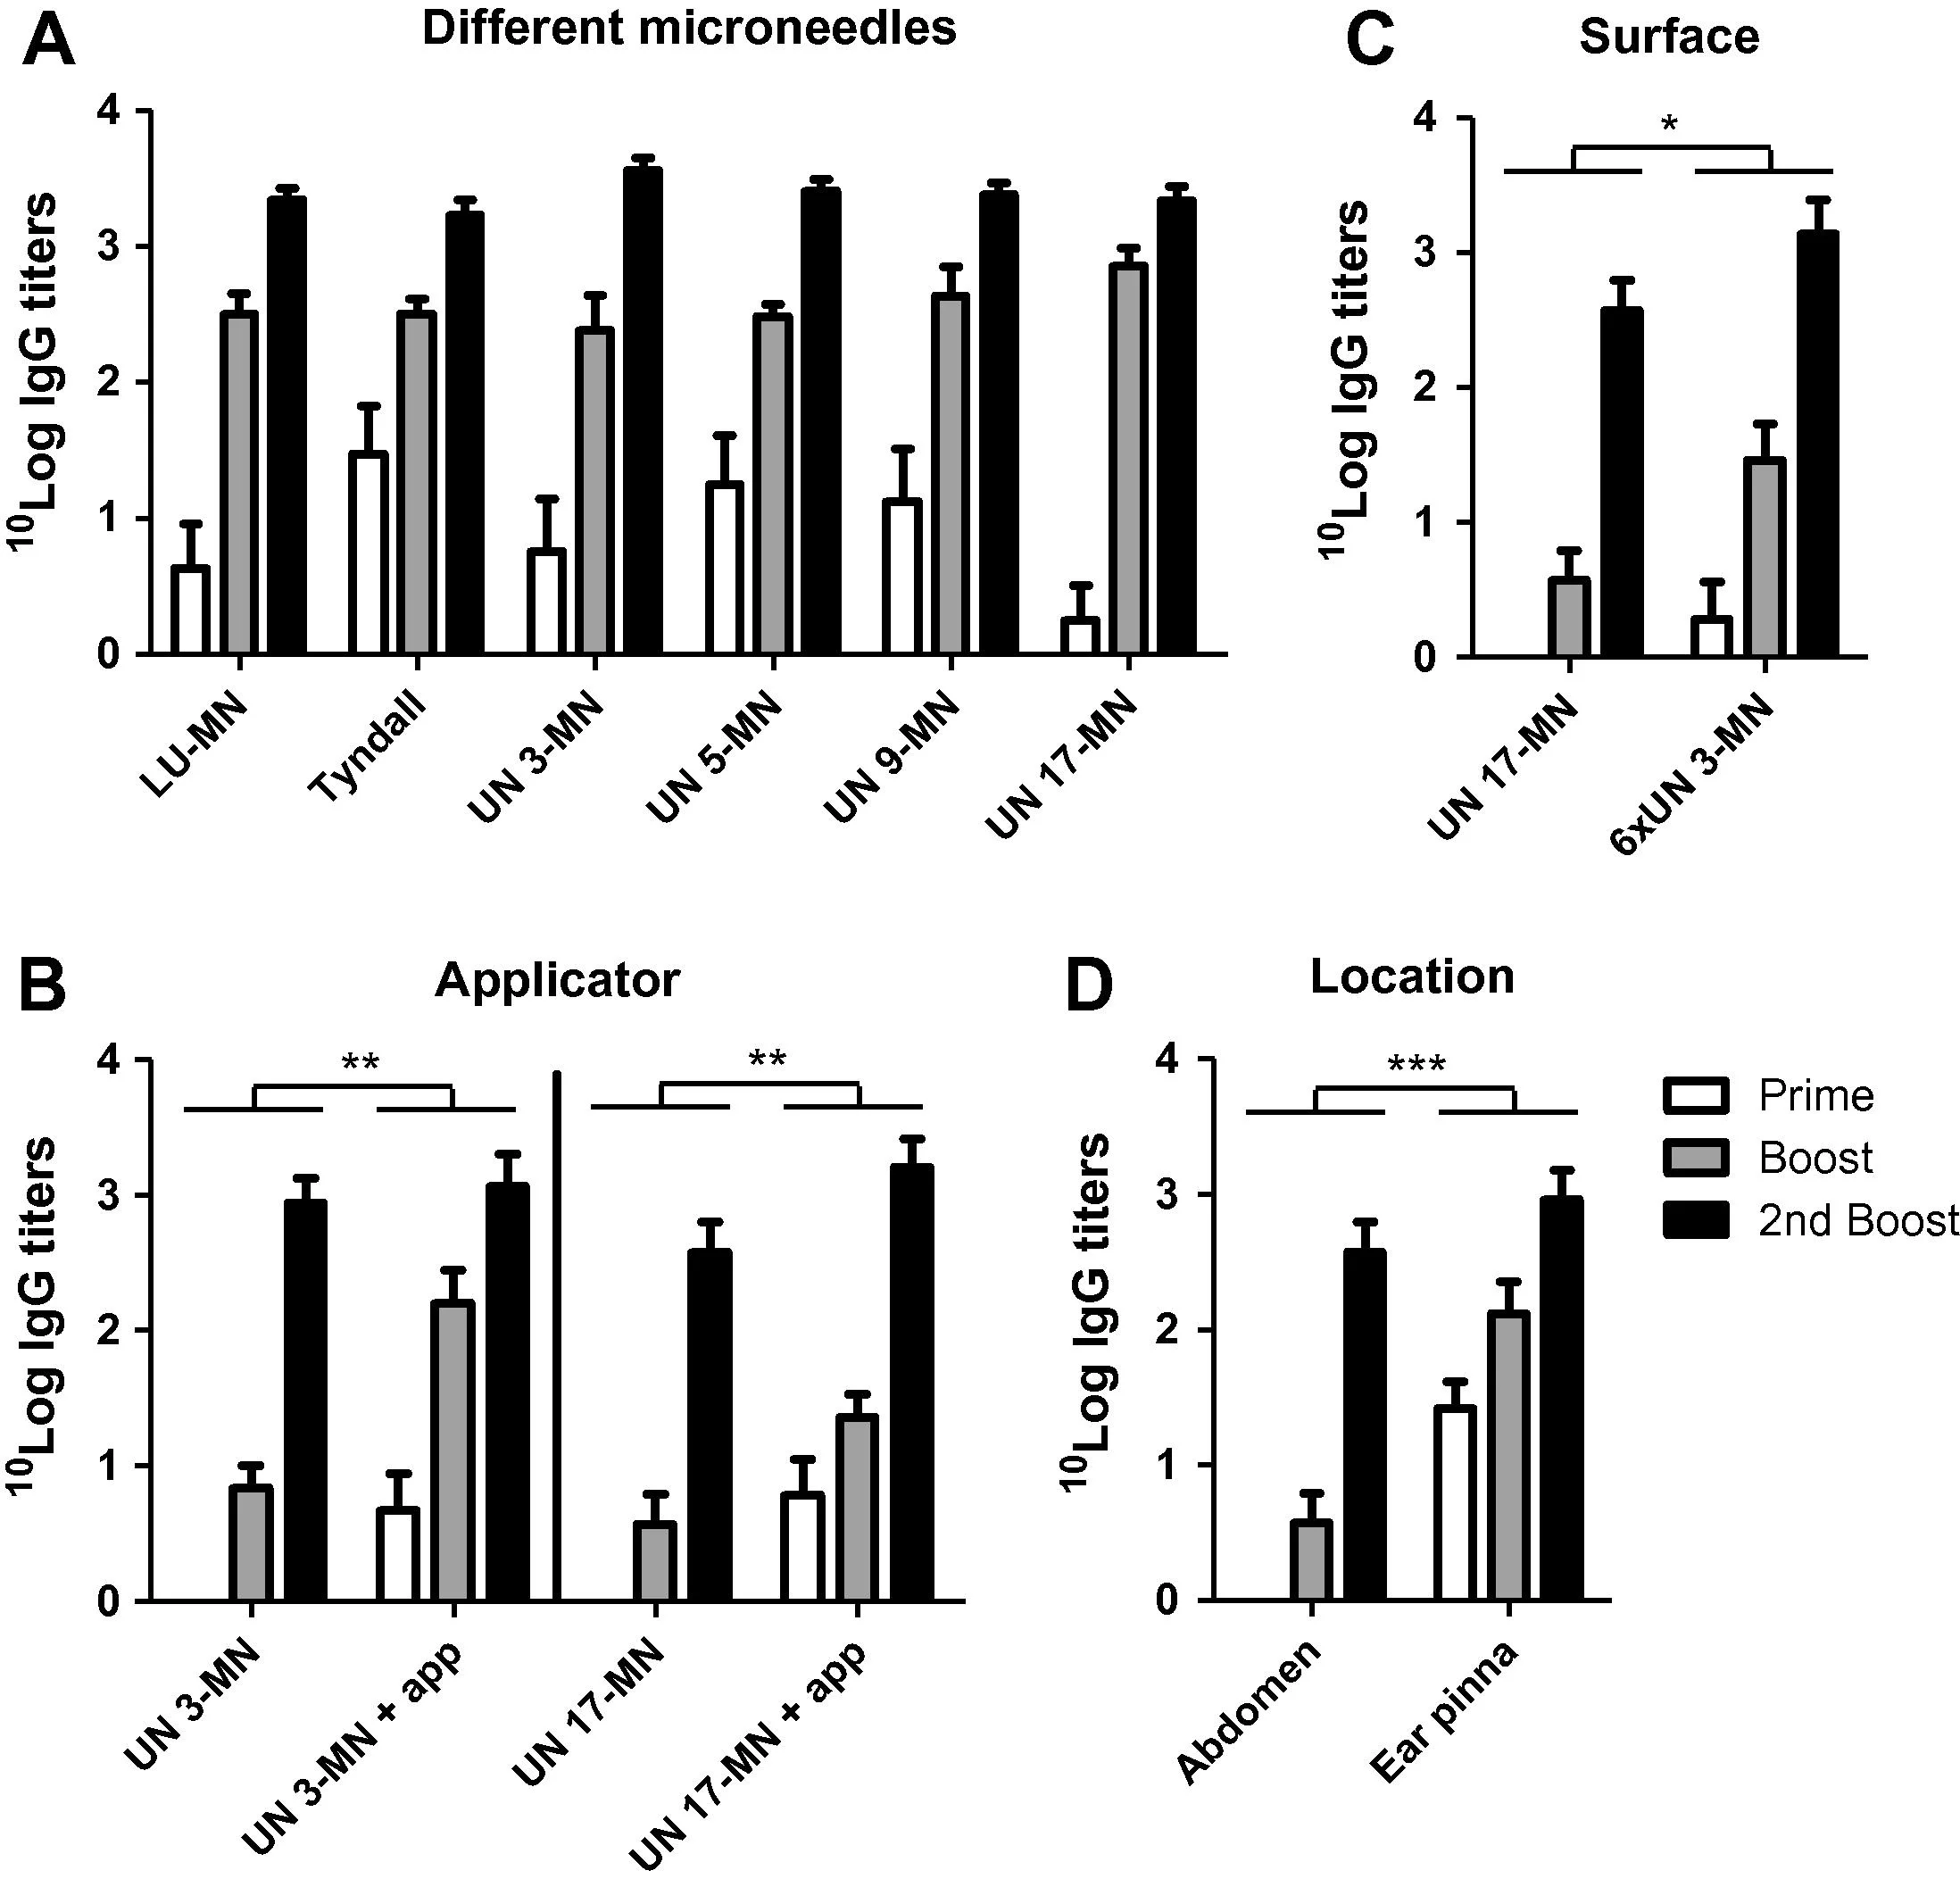 A
Different microneedles
10Log IgG titers
4
3
2
1
0
LU-MN
Tyndall
UN 3-MN
UN 5-MN
UN 9-MN
UN 17-MN
C
Surface
10Log IgG titers
4
3
2
1
0
*
UN 17-MN
6xUN 3-MN
B
Applicator
10Log IgG titers
4
3
2
1
0
**
**
UN 3-MN
UN 3-MN + app
UN 17-MN
UN 17-MN + app
D
Location
10Log IgG titers
4
3
2
1
0
***
Abdomen
Ear pinna
Prime
Boost
2nd Boost